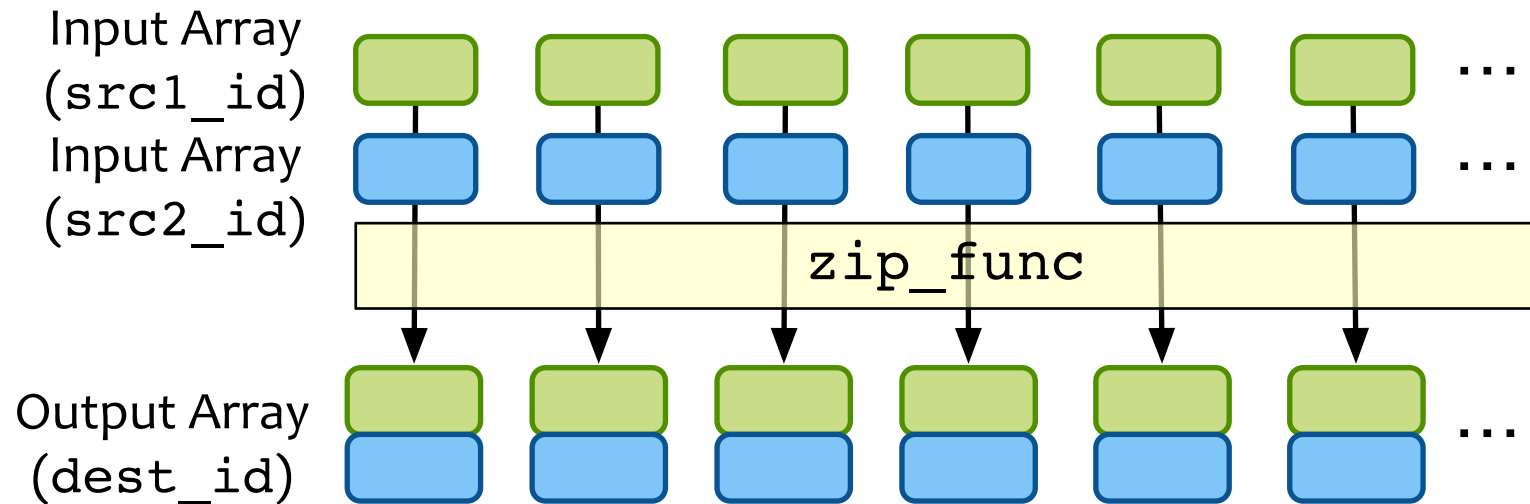 Input Array
(src1_id)
...
Input Array
(src2_id)
...
zip_func
Output Array
(dest_id)
...